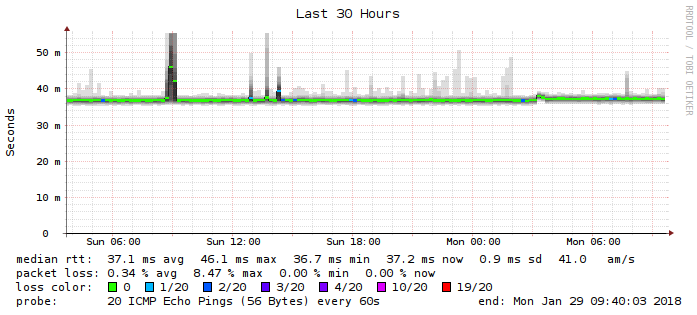 Last 30 Hours
RRDTOOL / TOBI OETIKER
Seconds
50 m
40 m
30 m
20 m
10 m
0
Sun 06:00 Sun 12:00 Sun 18:00 Mon 00:00 Mon 06:00
median rtt: 37.1 ms avg 46.1 ms max 36.7 ms min 37.2 ms now 0.9 ms sd 41.0 am/s
packet loss: 0.34 % avg 8.47 % max 0.00 % min 0.00 % now
loss color: 0 1/20 2/20 3/20 4/20 10/20 19/20
probe: 20 ICMP Echo Pings (56 Bytes) every 60s end: Mon Jan 29 09:40:03 2018